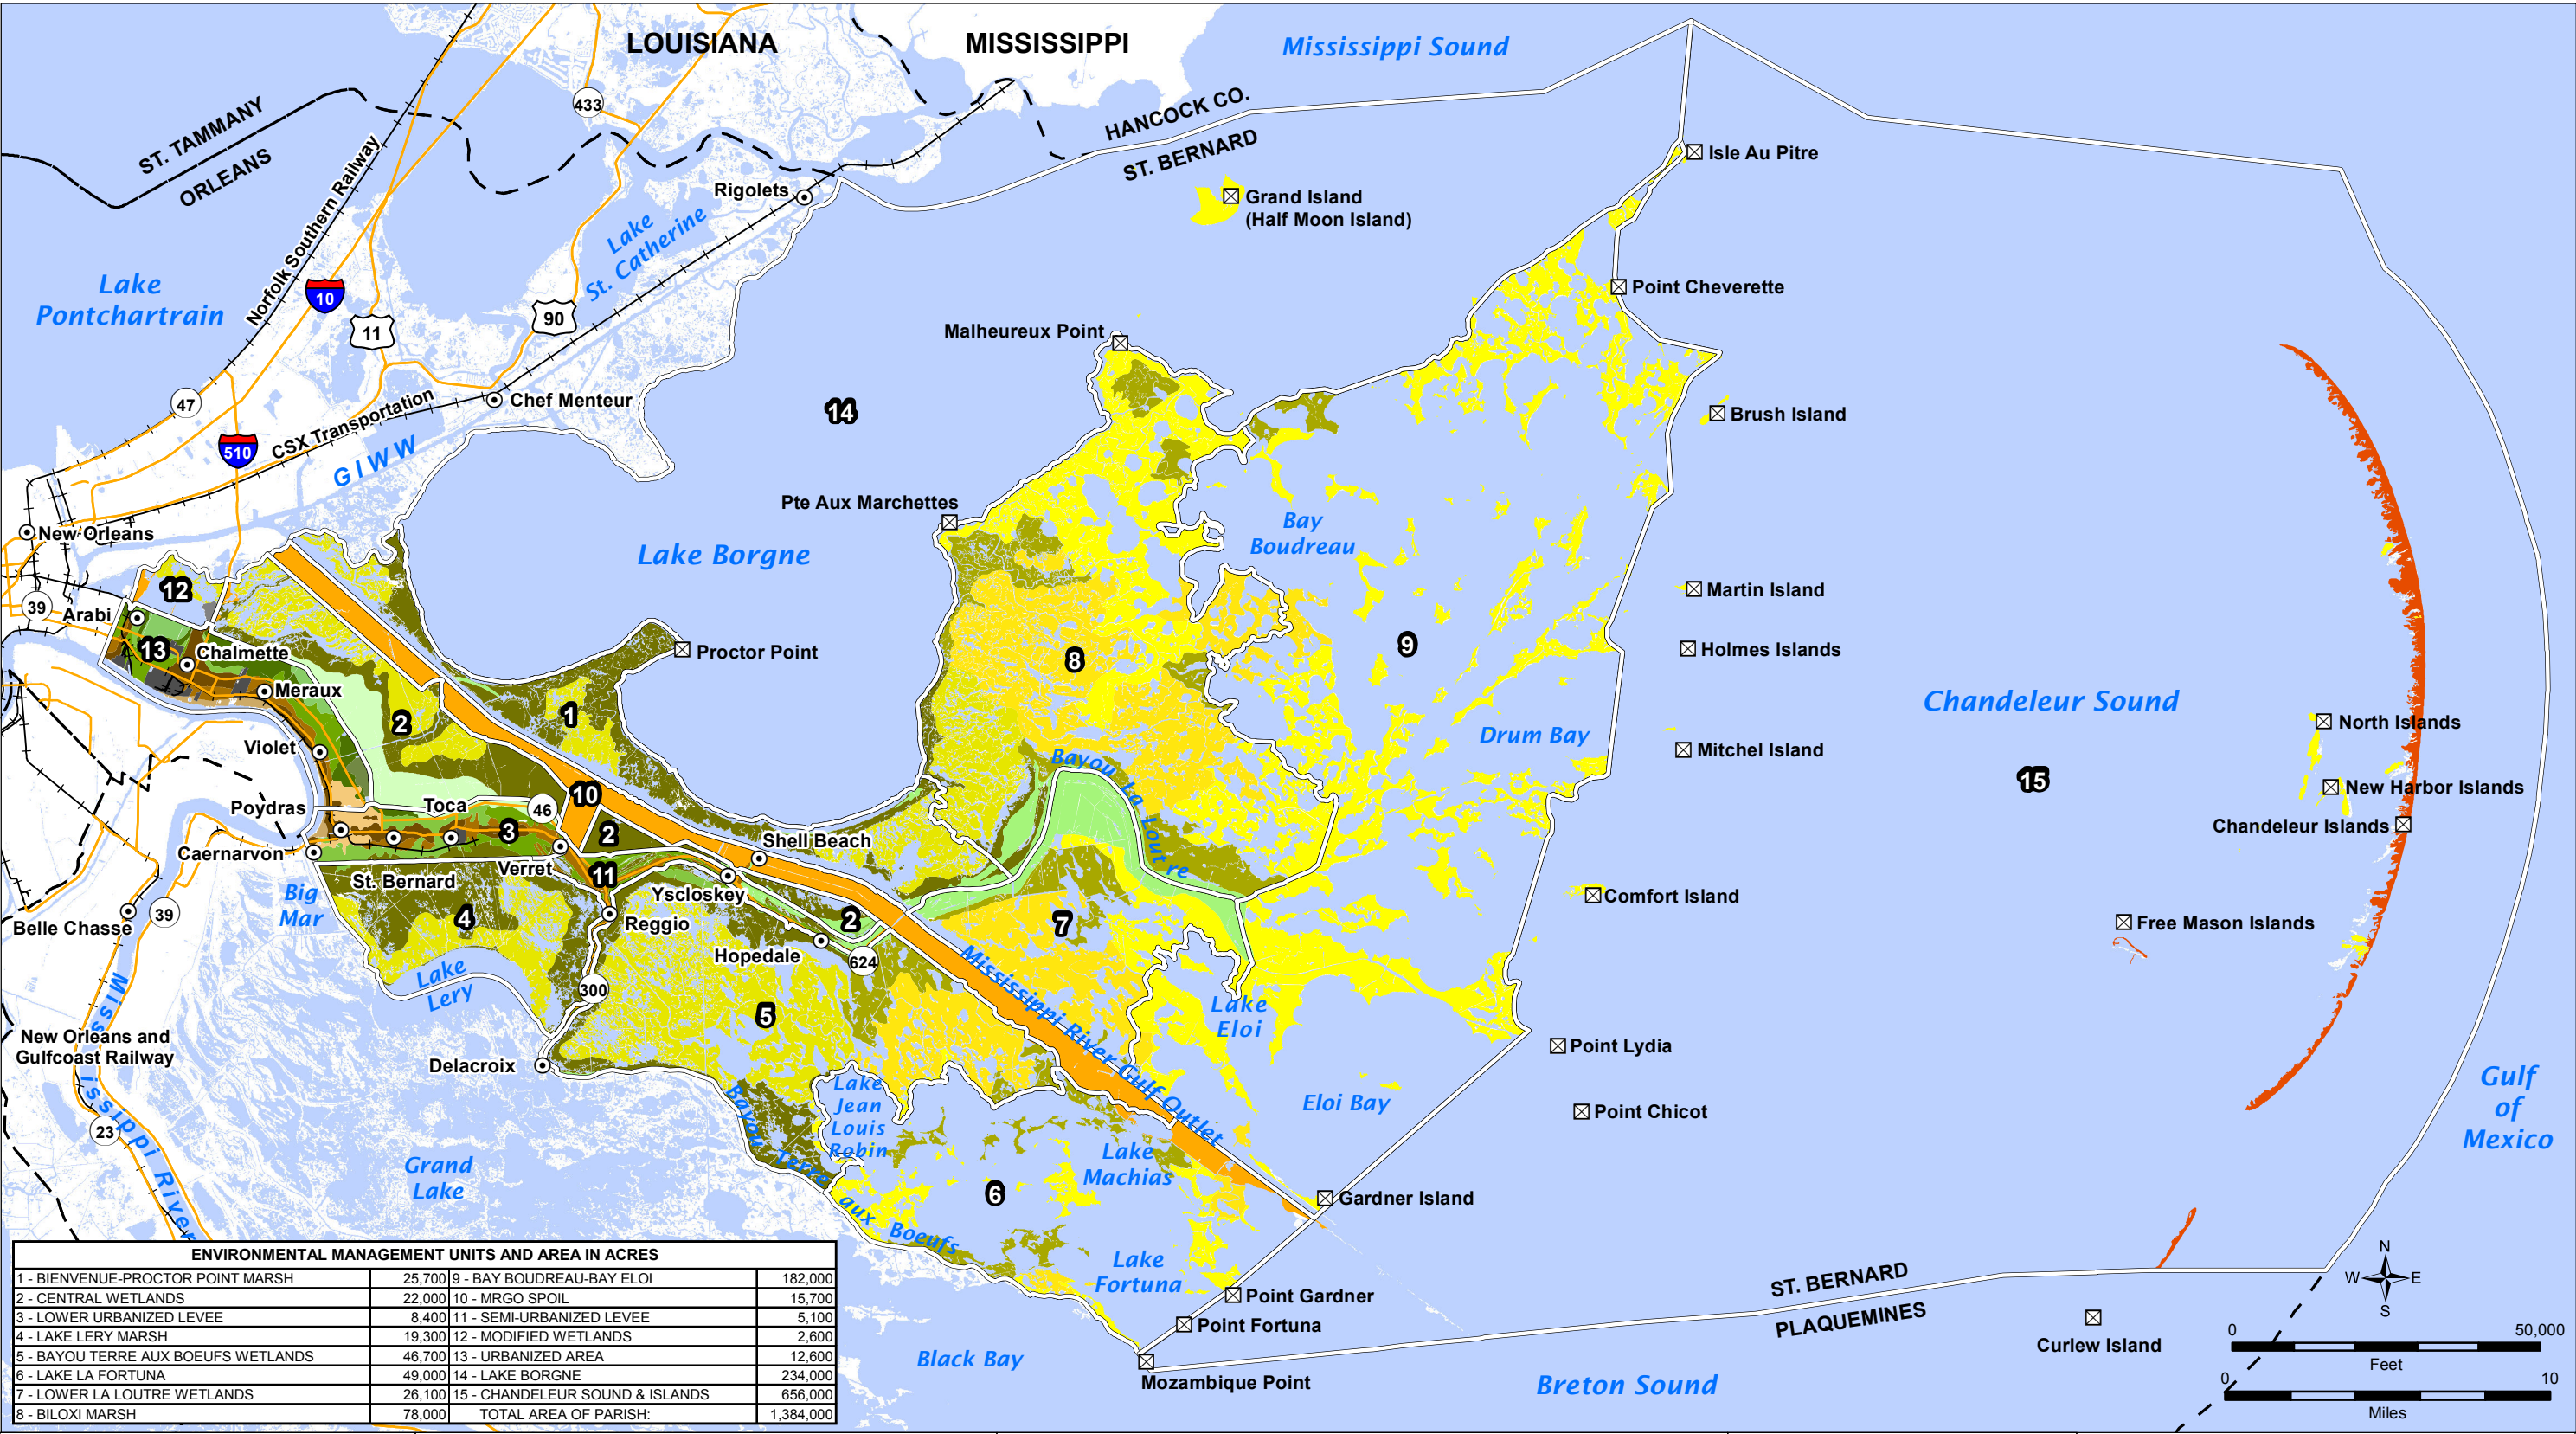 LOUISIANA
MISSISSIPPI
Mississippi Sound
433
HANCOCK CO.
ST. BERNARD
ST. TAMMANY
ORLEANS
Norfolk Southern Railway
Rigolets
Isle Au Pitre
Grand Island
(Half Moon Island)
Lake
St. Catherine
Lake
Pontchartrain
10
11
90
Point Cheverette
Malheureux Point
47
Chef Menteur
CSX Transportation
14
Brush Island
510
GIWW
Pte Aux Marchettes
New Orleans
Bay
Boudreau
Lake Borgne
12
39
Arabi
13
Chalmette
Martin Island
Proctor Point
8
9
Holmes Islands
Meraux
2
1
Chandeleur Sound
North Islands
Violet
Drum Bay
Mitchel Island
Bayou La Loutre
15
New Harbor Islands
Poydras
Toca
46
10
3
2
Chandeleur Islands
Caernarvon
Shell Beach
Verret
11
St. Bernard
Yscloskey
Big
Mar
Comfort Island
Belle Chasse
39
4
Reggio
2
7
Free Mason Islands
Hopedale
624
Lake
Lery
300
Mississippi River Gulf Outlet
Lake
Eloi
5
New Orleans and
Gulfcoast Railway
Mississippi River
Point Lydia
Delacroix
Lake
Jean
Louis
Robin
Eloi Bay
Point Chicot
Gulf
of
Mexico
23
Bayou Terre aux Boeufs
Grand
Lake
Lake
Machias
6
Gardner Island
Lake
Fortuna
Point Gardner
Point Fortuna
Black Bay
Mozambique Point
Breton Sound
ST. BERNARD
PLAQUEMINES
Curlew Island
N
W E
S
0 50,000
Feet
0 10
Miles
ENVIRONMENTAL MANAGEMENT UNITS AND AREA IN ACRES
1 - BIENVENUE-PROCTOR POINT MARSH 25,700 9 - BAY BOUDREAU-BAY ELOI 182,000
2 - CENTRAL WETLANDS 22,000 10 - MRGO SPOIL 15,700
3 - LOWER URBANIZED LEVEE 8,400 11 - SEMI-URBANIZED LEVEE 5,100
4 - LAKE LERY MARSH 19,300 12 - MODIFIED WETLANDS 2,600
5 - BAYOU TERRE AUX BOEUFS WETLANDS 46,700 13 - URBANIZED AREA 12,600
6 - LAKE LA FORTUNA 49,000 14 - LAKE BORGNE 234,000
7 - LOWER LA LOUTRE WETLANDS 26,100 15 - CHANDELEUR SOUND & ISLANDS 656,000
8 - BILOXI MARSH 78,000 TOTAL AREA OF PARISH: 1,384,000